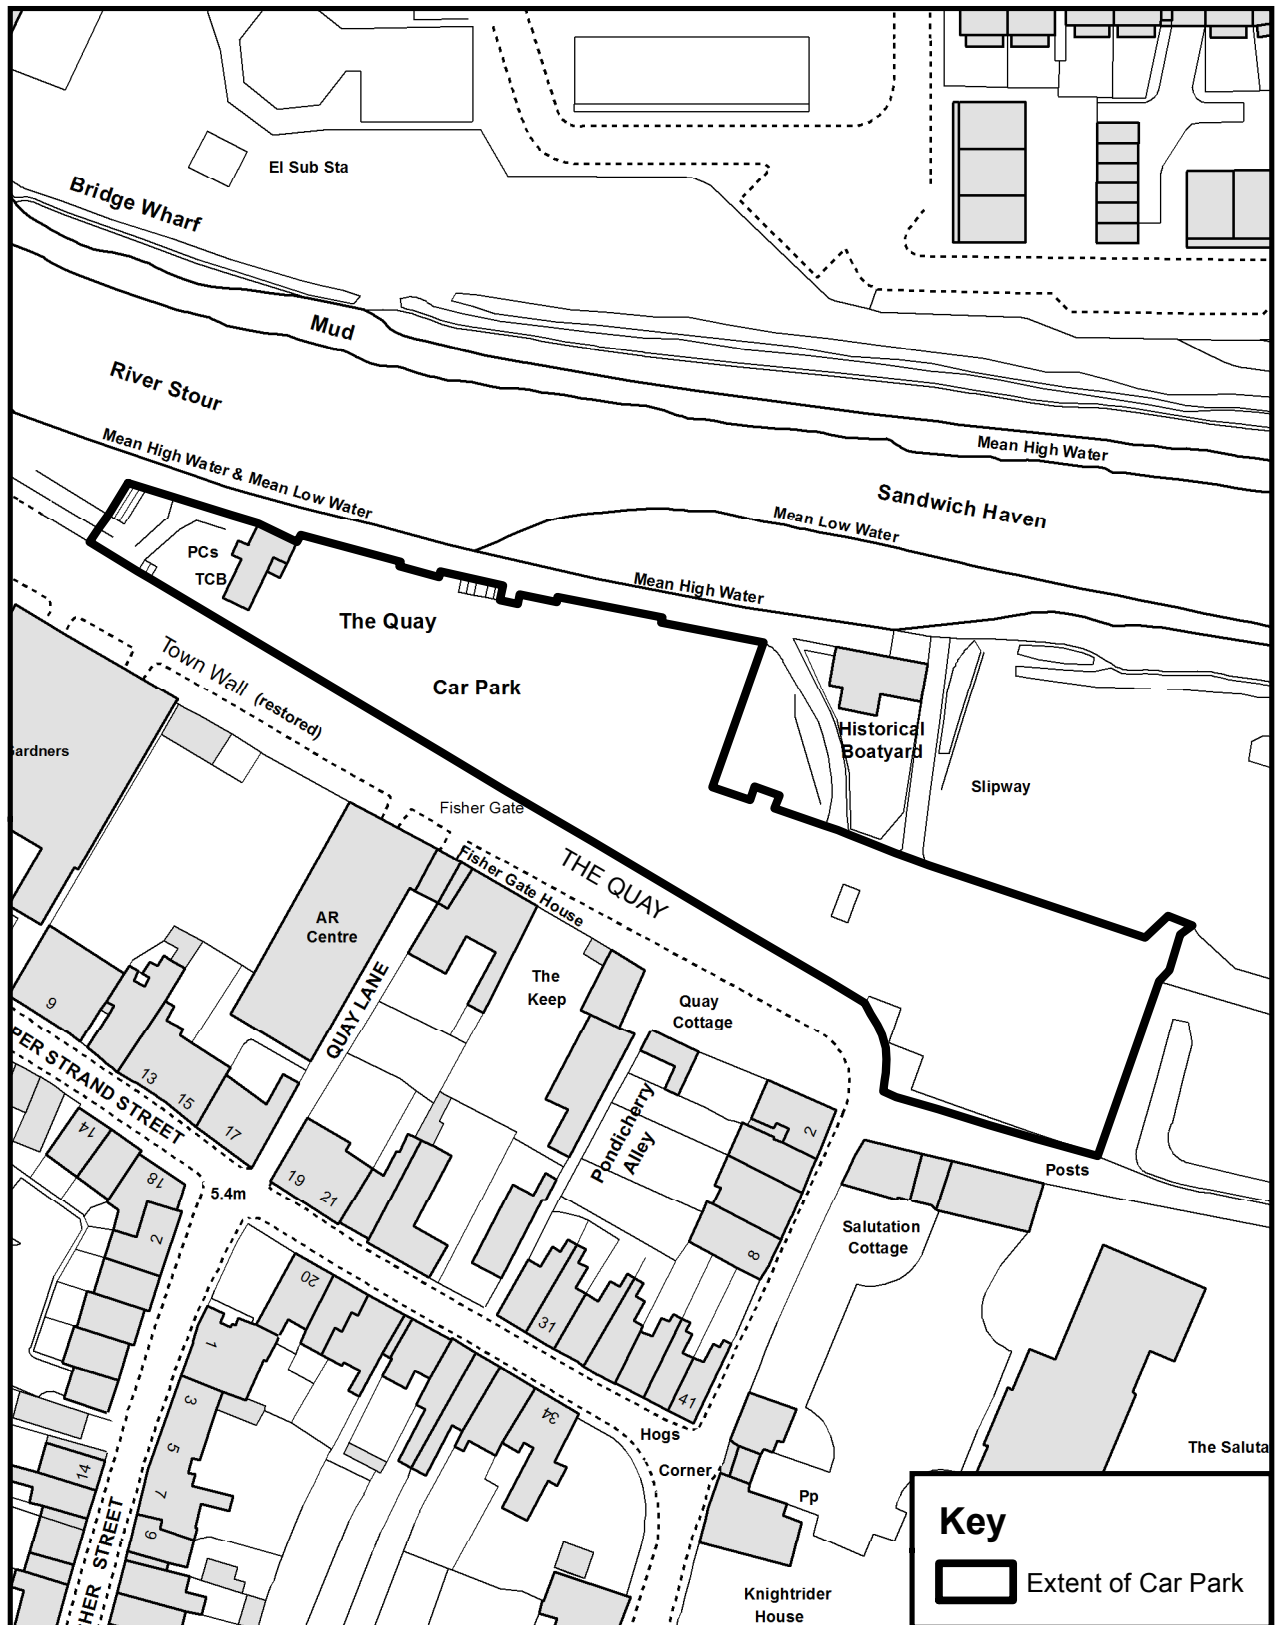 El Sub Sta
Bridge Wharf
Mud
River Stour
Mean High Water
Mean High Water & Mean Low Water
Sandwich Haven
Mean Low Water
PCs
TCB
Mean High Water
The Quay
Town Wall (restored)
Car Park
Historical
Boatyard
ardners
Slipway
Fisher Gate
THE QUAY
Fisher Gate House
AR
Centre
The
Keep
QUAY LANE
Quay
Cottage
9
PER STRAND STREET
13
15
17
14
18
Pondicherry
Alley
2
Posts
19
21
5.4m
Salutation
Cottage
2
8
20
31
1
41
3
34
Hogs
5
The Saluta
Corner
14
7
Pp
9
HER STREET
Knightrider
House
Key
Extent of Car Park